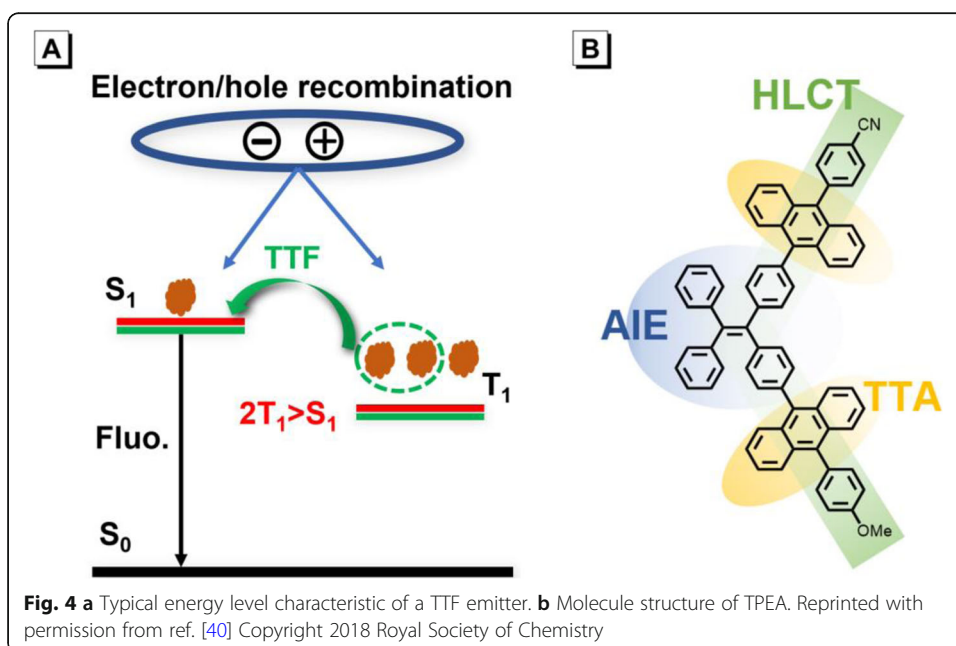 A
Electron/hole recombination
− +
TTF
S₁
T₁
2T₁>S₁
Fluo.
S₀
B
HLCT
CN
AIE
TTA
OMe
Fig. 4 a Typical energy level characteristic of a TTF emitter. b Molecule structure of TPEA. Reprinted with
permission from ref. [40] Copyright 2018 Royal Society of Chemistry